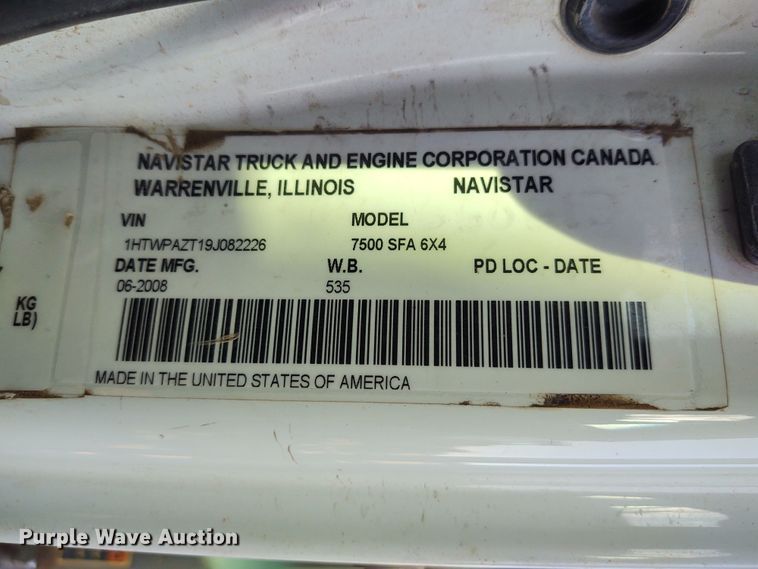 NAVISTAR TRUCK AND ENGINE CORPORATION CANADA
WARRENVILLE, ILLINOIS NAVISTAR
VIN MODEL
1HTWPAZT19J082226 7500 SFA 6X4
DATE MFG. W.B. PD LOC - DATE
06-2008 535
KG
LB)
MADE IN THE UNITED STATES OF AMERICA
Purple Wave Auction